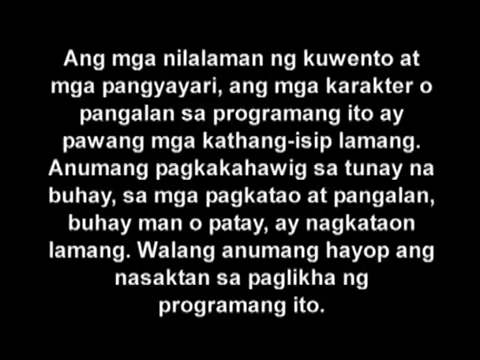 Ang mga nilalaman ng kuwento at
mga pangyayari, ang mga karakter o
pangalan sa programang ito ay
pawang mga kathang-isip lamang.
Anumang pagkakahawig sa tunay na
buhay, sa mga pagkatao at pangalan,
buhay man o patay, ay nagkataon
lamang. Walang anumang hayop ang
nasaktan sa paglikha ng
programang ito.